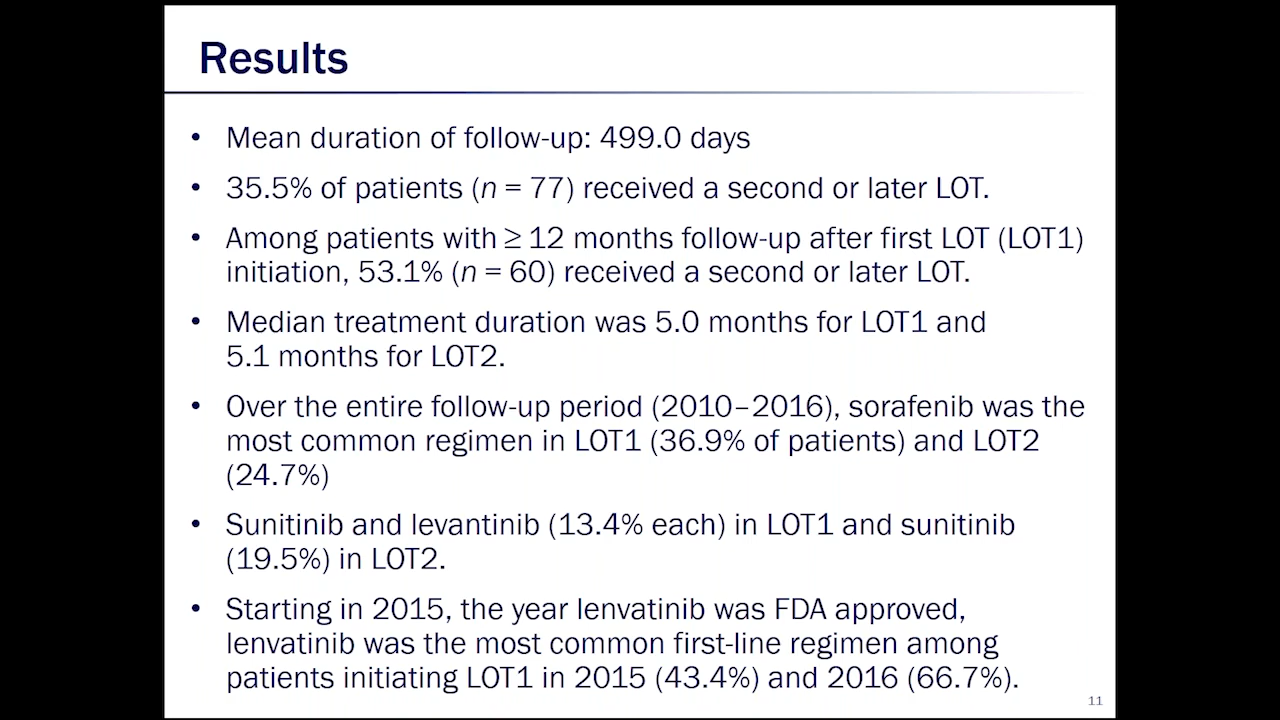 Results
• Mean duration of follow-up: 499.0 days
• 35.5% of patients (n = 77) received a second or later LOT.
• Among patients with ≥ 12 months follow-up after first LOT (LOT1)
initiation, 53.1% (n = 60) received a second or later LOT.
• Median treatment duration was 5.0 months for LOT1 and
5.1 months for LOT2.
• Over the entire follow-up period (2010–2016), sorafenib was the
most common regimen in LOT1 (36.9% of patients) and LOT2
(24.7%)
• Sunitinib and levantinib (13.4% each) in LOT1 and sunitinib
(19.5%) in LOT2.
• Starting in 2015, the year lenvatinib was FDA approved,
lenvatinib was the most common first-line regimen among
patients initiating LOT1 in 2015 (43.4%) and 2016 (66.7%).
11